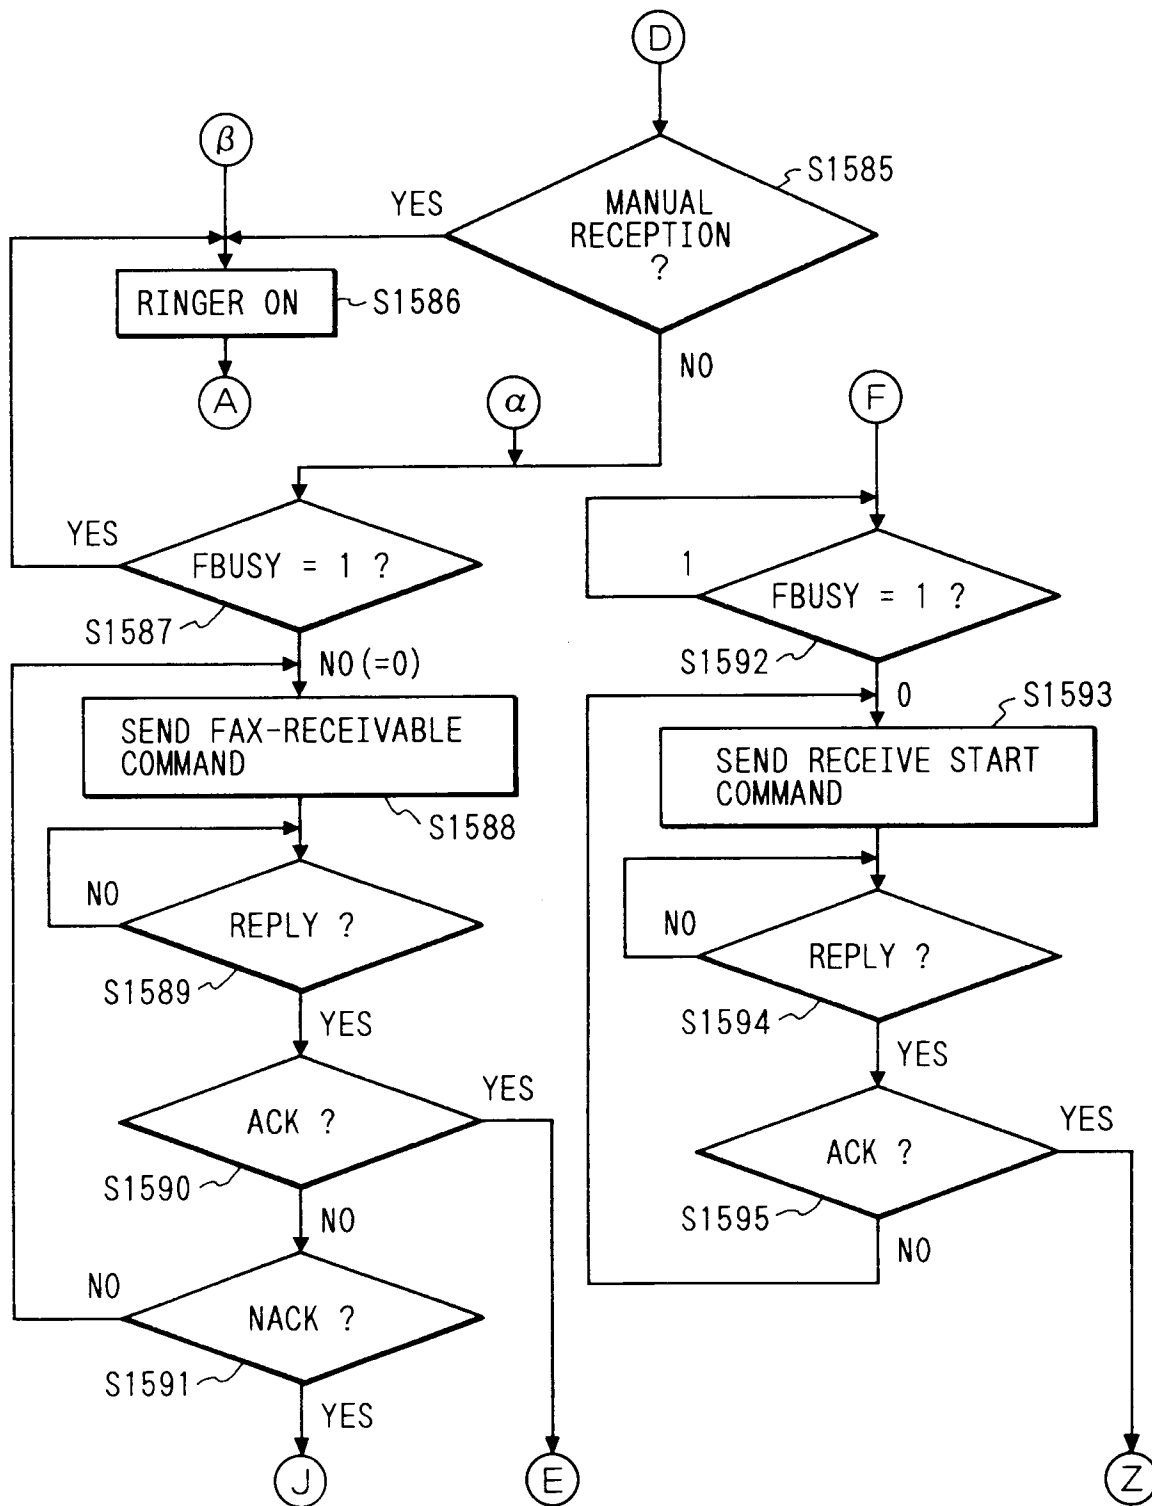 D
β
S1585
YES
MANUAL
RECEPTION
?
RINGER ON
S1586
NO
A
α
F
YES
FBUSY = 1 ?
S1587
1
FBUSY = 1 ?
S1592
NO(=0)
0
S1593
SEND FAX-RECEIVABLE
COMMAND
S1588
SEND RECEIVE START
COMMAND
NO
REPLY ?
S1589
NO
REPLY ?
S1594
YES
YES
ACK ?
YES
S1590
ACK ?
YES
S1595
NO
NO
NO
NACK ?
S1591
YES
J
E
Z